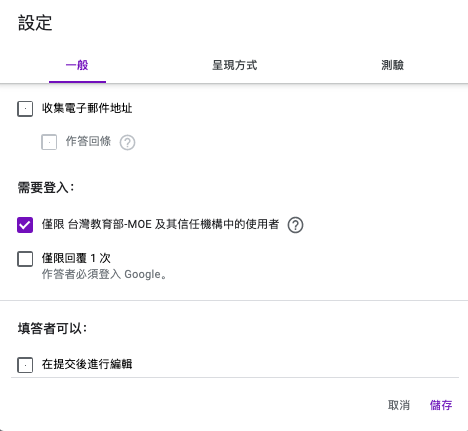 設定
一般 呈現方式 測驗
收集電子郵件地址
作答回條 ?
需要登入：
僅限 台灣教育部-MOE 及其信任機構中的使用者 ?
僅限回覆 1 次
作答者必須登入 Google。
填答者可以：
在提交後進行編輯
取消 儲存